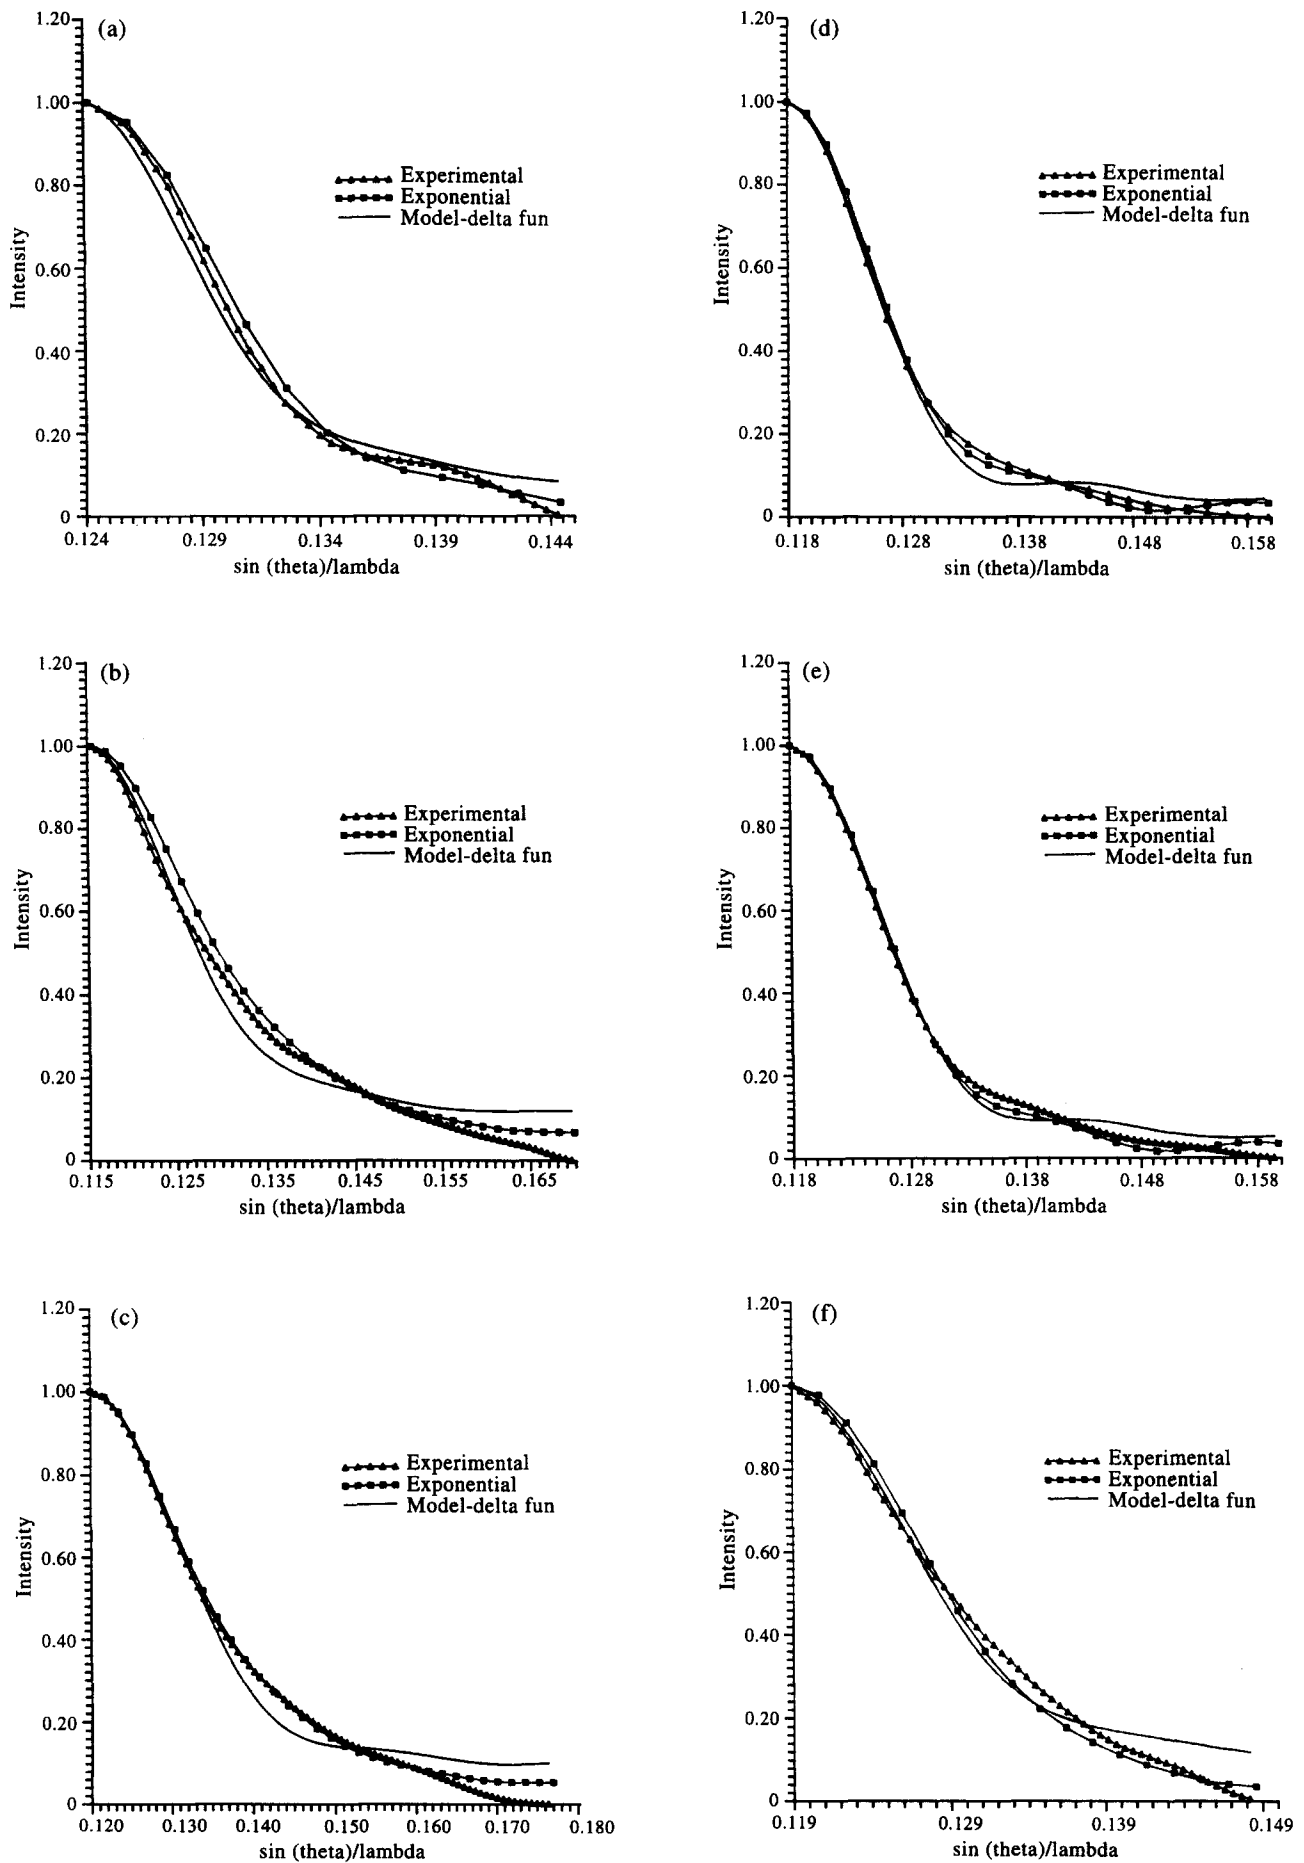 (a)
1.20
1.00
0.80
0.60
0.40
0.20
0
Intensity
Experimental
Exponential
Model-delta fun
0.124 0.129 0.134 0.139 0.144
sin (theta)/lambda
(d)
1.20
1.00
0.80
0.60
0.40
0.20
0
Intensity
Experimental
Exponential
Model-delta fun
0.118 0.128 0.138 0.148 0.158
sin (theta)/lambda
(b)
1.20
1.00
0.80
0.60
0.40
0.20
0
Intensity
Experimental
Exponential
Model-delta fun
0.115 0.125 0.135 0.145 0.155 0.165
sin (theta)/lambda
(e)
1.20
1.00
0.80
0.60
0.40
0.20
0
Intensity
Experimental
Exponential
Model-delta fun
0.118 0.128 0.138 0.148 0.158
sin (theta)/lambda
(c)
1.20
1.00
0.80
0.60
0.40
0.20
0
Intensity
Experimental
Exponential
Model-delta fun
0.120 0.130 0.140 0.150 0.160 0.170 0.180
sin (theta)/lambda
(f)
1.20
1.00
0.80
0.60
0.40
0.20
0
Intensity
Experimental
Exponential
Model-delta fun
0.119 0.129 0.139 0.149
sin (theta)/lambda